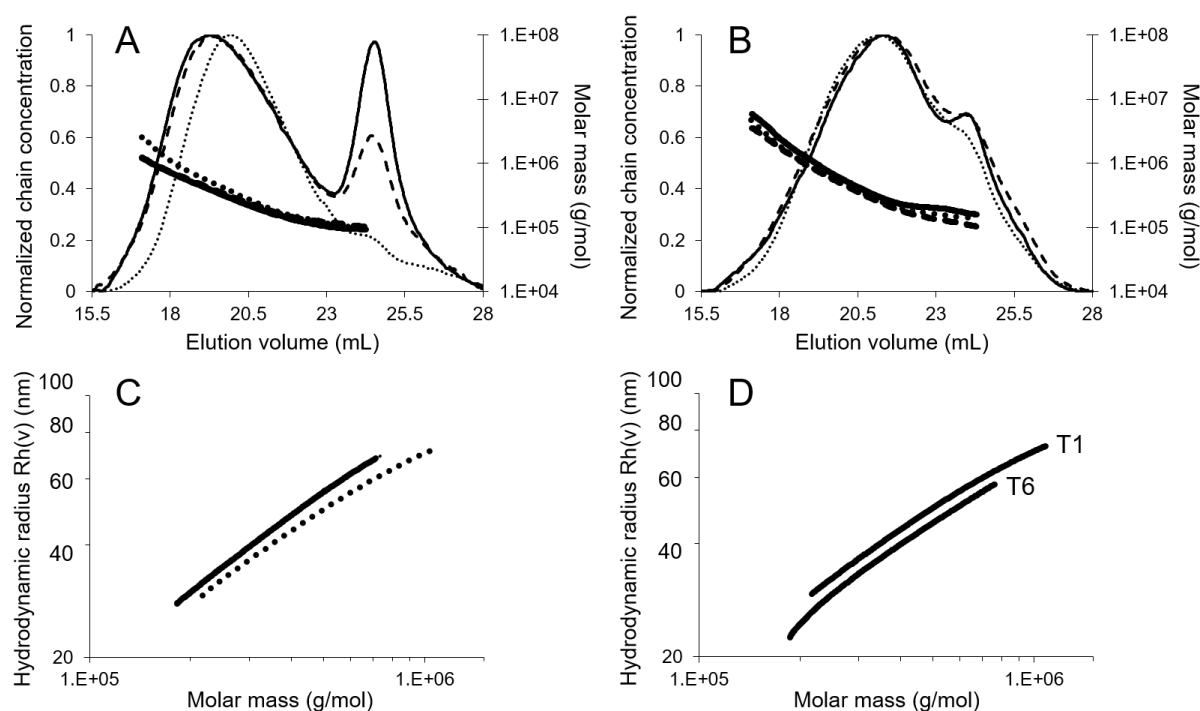 A
Normalized chain concentration
1
0.8
0.6
0.4
0.2
0
1.E+08
1.E+07
1.E+06
1.E+05
1.E+04
Molar mass (g/mol)
15.5 18 20.5 23 25.5 28
Elution volume (mL)
B
Normalized chain concentration
1
0.8
0.6
0.4
0.2
0
1.E+08
1.E+07
1.E+06
1.E+05
1.E+04
Molar mass (g/mol)
15.5 18 20.5 23 25.5 28
Elution volume (mL)
C
Hydrodynamic radius Rh(v) (nm)
100
80
60
40
20
1.E+05 1.E+06
Molar mass (g/mol)
D
Hydrodynamic radius Rh(v) (nm)
100
80
60
40
20
T1
T6
1.E+05 1.E+06
Molar mass (g/mol)